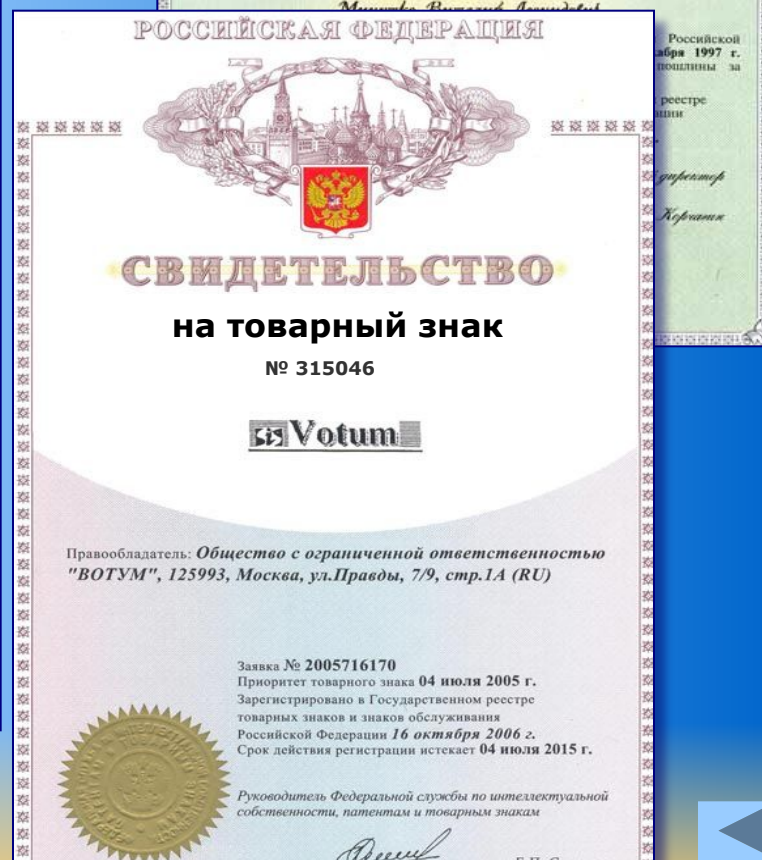 РОССИЙСКАЯ ФЕДЕРАЦИЯ
СВИДЕТЕЛЬСТВО
на товарный знак
№ 315046
Votum
Правообладатель: Общество с ограниченной ответственностью
"ВОТУМ", 125993, Москва, ул.Правды, 7/9, стр.1А (RU)
Заявка № 2005716170
Приоритет товарного знака 04 июля 2005 г.
Зарегистрировано в Государственном реестре
товарных знаков и знаков обслуживания
Российской Федерации 16 октября 2006 г.
Срок действия регистрации истекает 04 июля 2015 г.
Руководитель Федеральной службы по интеллектуальной
собственности, патентам и товарным знакам
Российской
1997 г.
пошлины за
реестре
директор